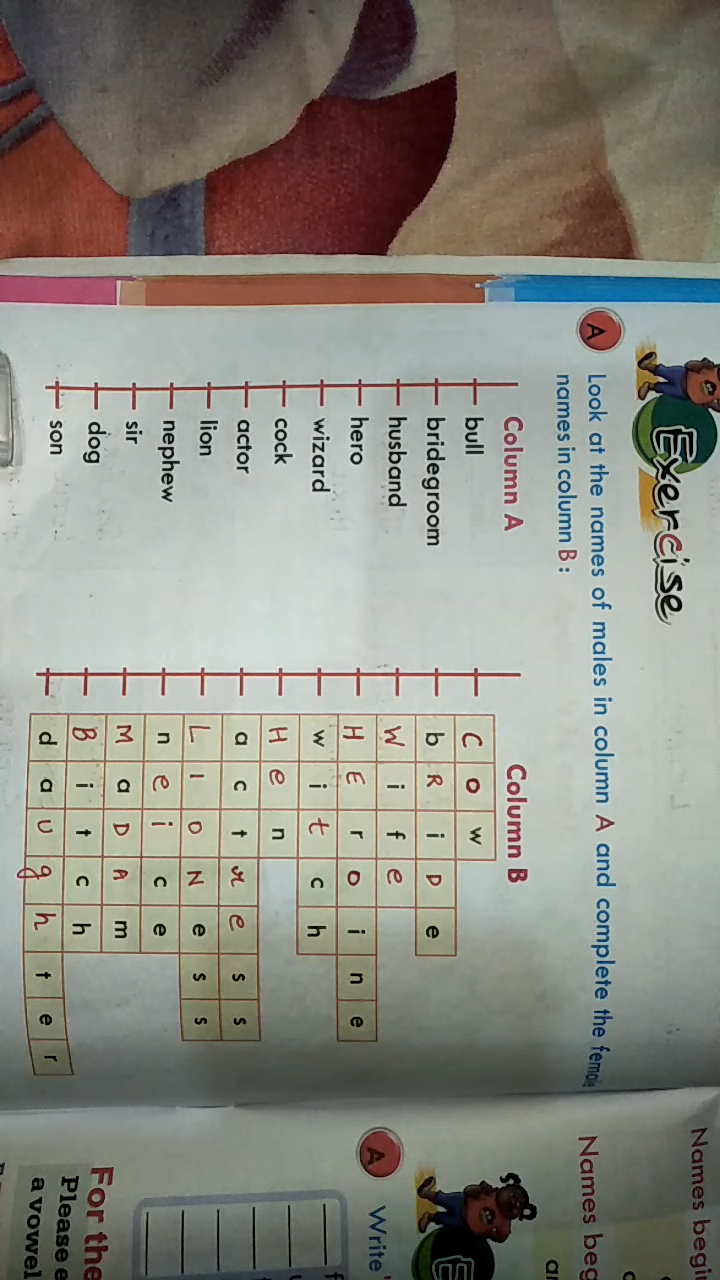 Exercise
A Look at the names of males in column A and complete the female
names in column B:
Column A Column B
bull C o w
bridegroom b R i D e
husband W i f e
hero H E r o i n e
wizard w i t c h
cock H e n
actor a c t r e s s
lion L I O N e s s
nephew n e i c e
sir M a D A m
dog B i t c h
son d a U g h t e r
Names begi
Names beg
A Write
For the
Please e
a vowel